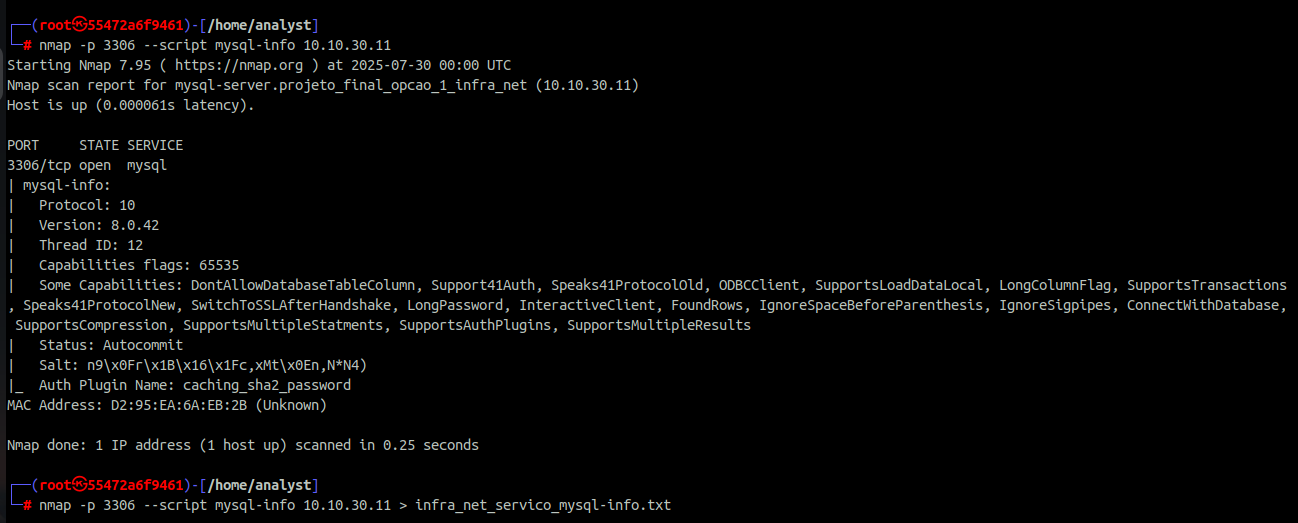 ┌──(root㉿55472a6f9461)-[/home/analyst]
└─# nmap -p 3306 --script mysql-info 10.10.30.11
Starting Nmap 7.95 ( https://nmap.org ) at 2025-07-30 00:00 UTC
Nmap scan report for mysql-server.projeto_final_opcao_1_infra_net (10.10.30.11)
Host is up (0.000061s latency).
PORT     STATE SERVICE
3306/tcp open  mysql
| mysql-info:
|   Protocol: 10
|   Version: 8.0.42
|   Thread ID: 12
|   Capabilities flags: 65535
|   Some Capabilities: DontAllowDatabaseTableColumn, Support41Auth, Speaks41ProtocolOld, ODBCClient, SupportsLoadDataLocal, LongColumnFlag, SupportsTransactions
, Speaks41ProtocolNew, SwitchToSSLAfterHandshake, LongPassword, InteractiveClient, FoundRows, IgnoreSpaceBeforeParenthesis, IgnoreSigpipes, ConnectWithDatabase,
 SupportsCompression, SupportsMultipleStatments, SupportsAuthPlugins, SupportsMultipleResults
|   Status: Autocommit
|   Salt: n9\x0Fr\x1B\x16\x1Fc,xMt\x0En,N*N4)
|_  Auth Plugin Name: caching_sha2_password
MAC Address: D2:95:EA:6A:EB:2B (Unknown)
Nmap done: 1 IP address (1 host up) scanned in 0.25 seconds
┌──(root㉿55472a6f9461)-[/home/analyst]
└─# nmap -p 3306 --script mysql-info 10.10.30.11 > infra_net_servico_mysql-info.txt